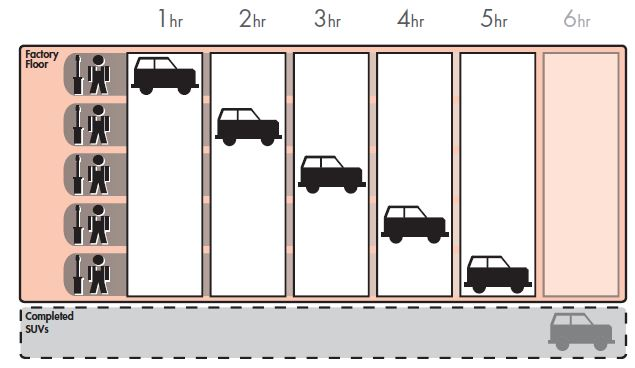 1hr 2hr 3hr 4hr 5hr 6hr
Factory
Floor
Completed
SUVs